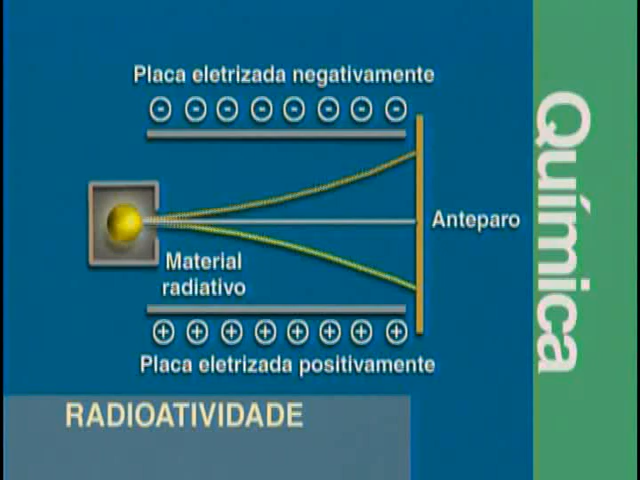 Placa eletrizada negativamente
- - - - - - - -
Anteparo
Material
radiativo
+ + + + + + + +
Placa eletrizada positivamente
RADIOATIVIDADE
Química